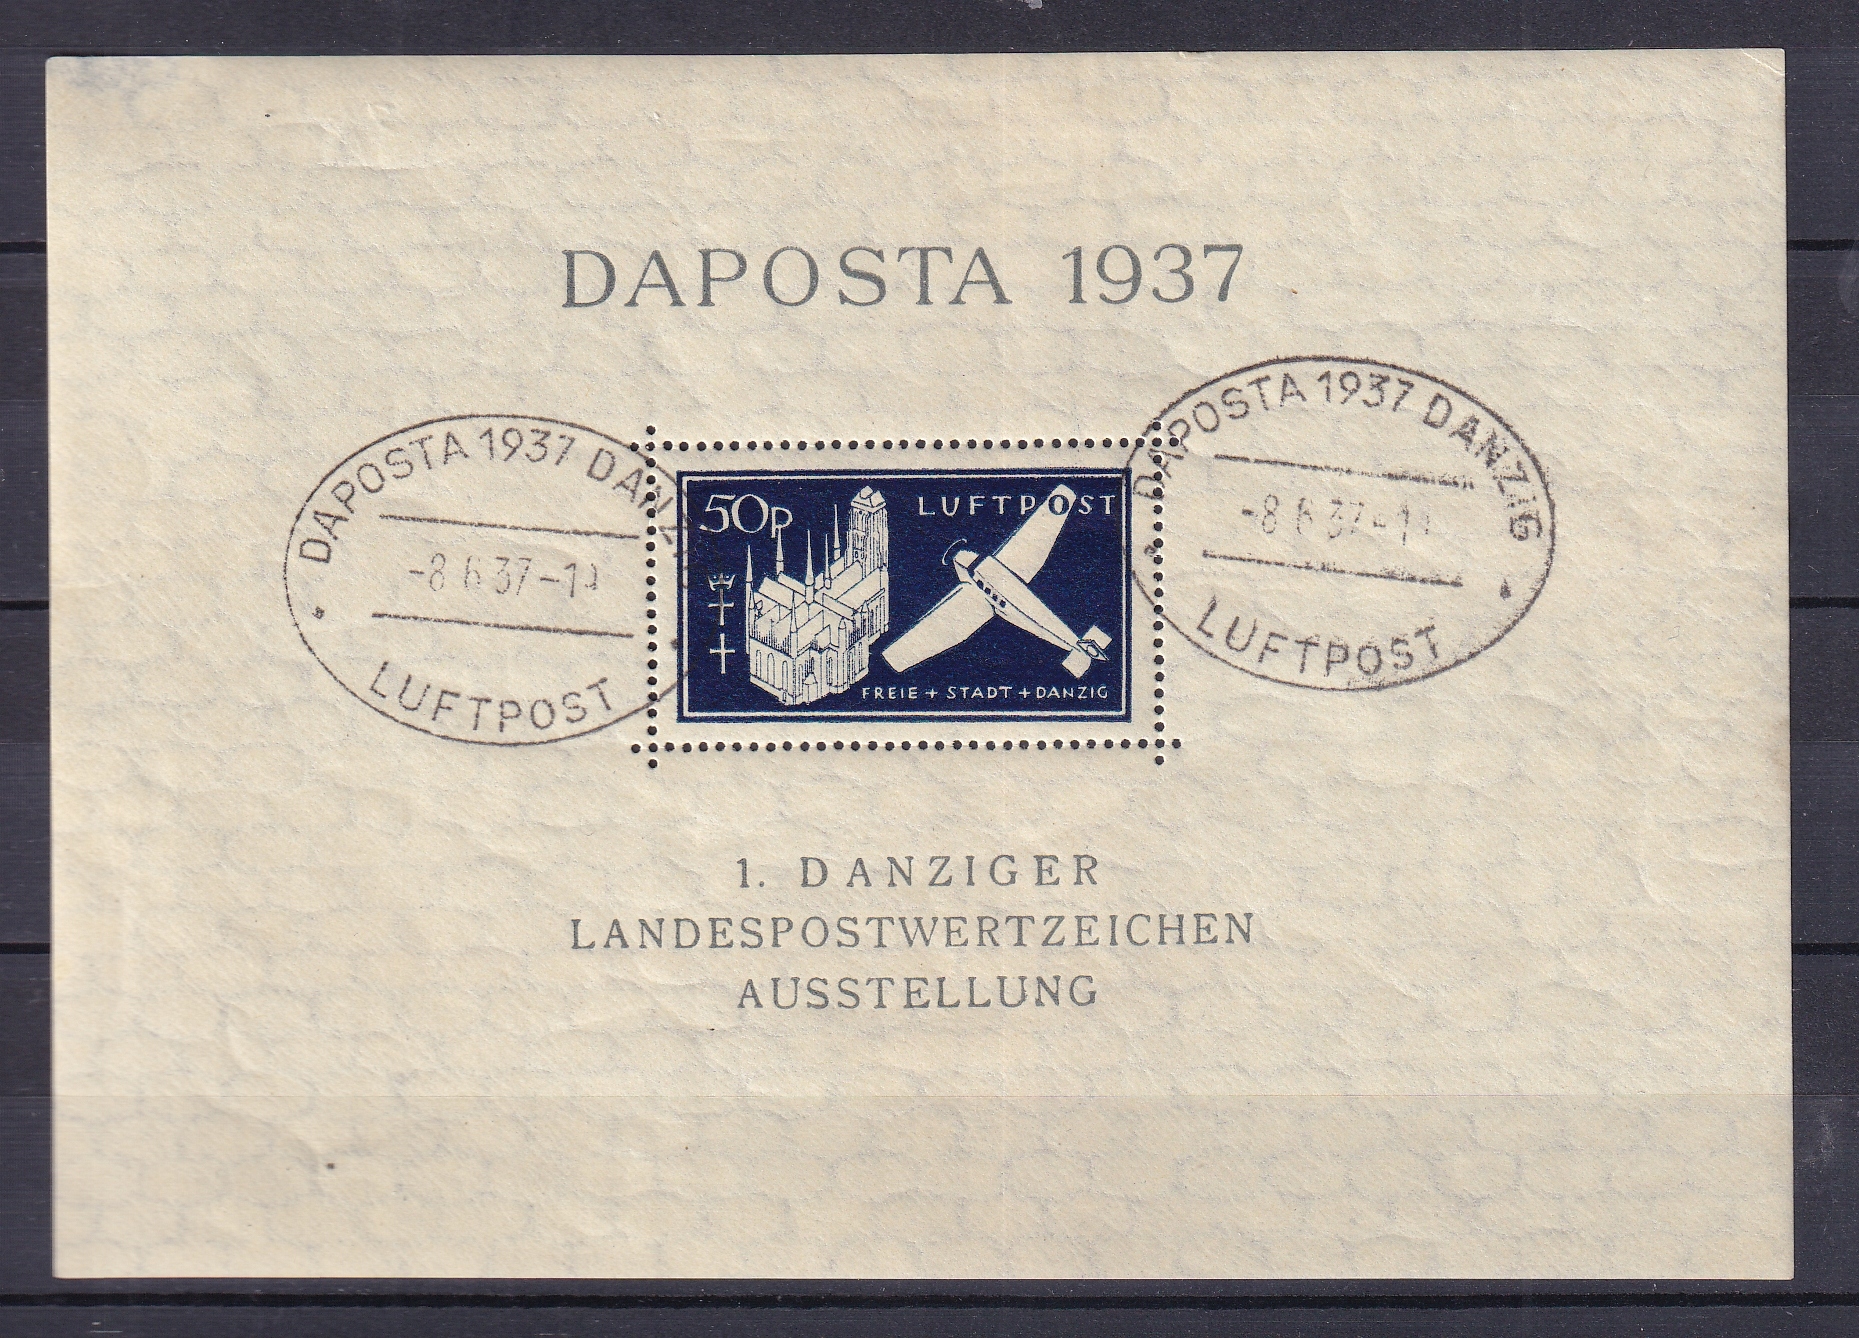 DAPOSTA 1937
DAPOSTA 1937 DANZIG
-8 6 37-1
LUFTPOST
50p
LUFTPOST
FREIE + STADT + DANZIG
DAPOSTA 1937 DANZIG
-8 6 37-1
LUFTPOST
1. DANZIGER
LANDESPOSTWERTZEICHEN
AUSSTELLUNG